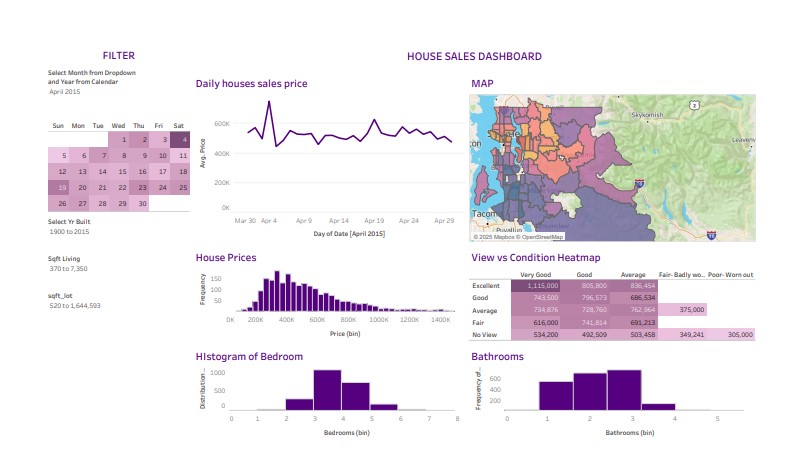 FILTER
HOUSE SALES DASHBOARD
Select Month from Dropdown
and Year from Calendar
April 2015
Sun Mon Tues Wed Thu Fri Sat
1 2 3 4
5 6 7 8 9 10 11
12 13 14 15 16 17 18
19 20 21 22 23 24 25
26 27 28 29 30
Select Yr Built
1900 to 2015
Sqft Living
370 to 7,350
sqft_lot
520 to 1,644,593
Daily houses sales price
Avg. Price
600K
400K
200K
0K
Mar 30 Apr 4 Apr 9 Apr 14 Apr 19 Apr 24 Apr 29
Day of Date [April 2015]
MAP
Skykomish
2
Leavenv
on
le
Tacom
Puyallup
90
© 2025 Mapbox © OpenStreetMap
House Prices
Frequency
150
100
50
0K 200K 400K 600K 800K 1000K 1200K 1400K
Price (bin)
View vs Condition Heatmap
Very Good Good Average Fair- Badly wo.. Poor- Worn out
Excellent 1,115,000 805,800 836,454
Good 743,500 796,573 686,534
Average 734,876 728,760 762,964 375,000
Fair 616,000 741,814 691,213
No View 534,200 492,509 503,458 349,241 305,000
HIstogram of Bedroom
Distribution...
1000
500
0
0 1 2 3 4 5 6 7 8
Bedrooms (bin)
Bathrooms
Frequency of...
600
400
200
0 1 2 3 4 5
Bathrooms (bin)